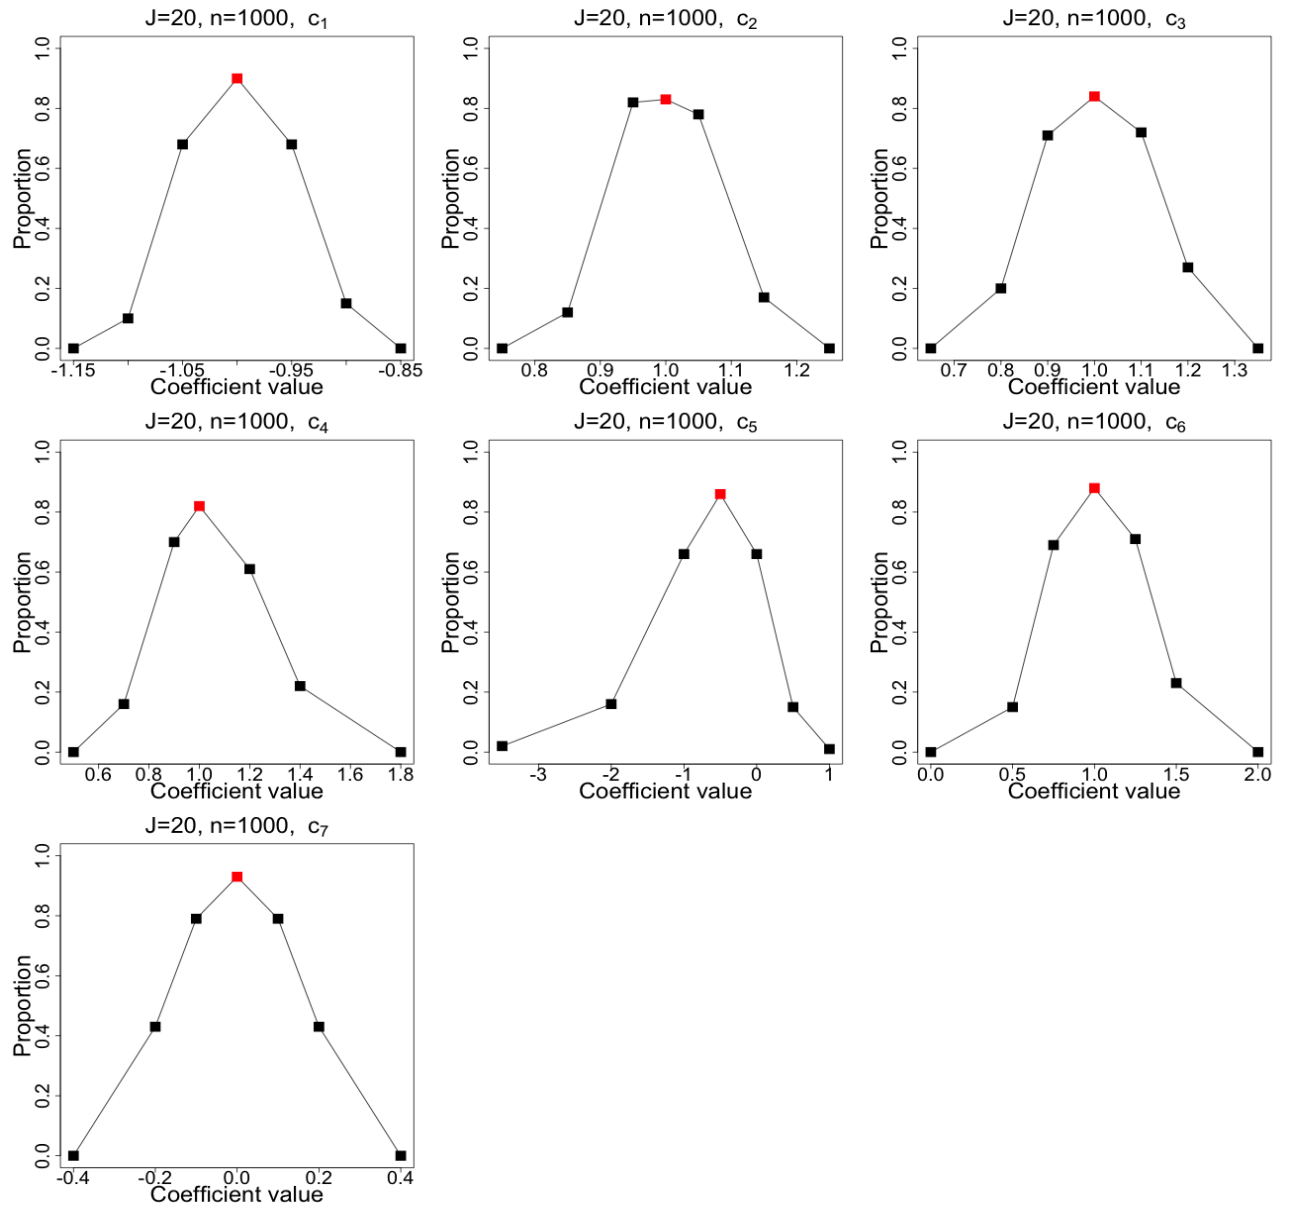 J=20, n=1000, c₁
Proportion
0.0 0.2 0.4 0.6 0.8 1.0
-1.15 -1.05 -0.95 -0.85
Coefficient value
J=20, n=1000, c₂
Proportion
0.0 0.2 0.4 0.6 0.8 1.0
0.8 0.9 1.0 1.1 1.2
Coefficient value
J=20, n=1000, c₃
Proportion
0.0 0.2 0.4 0.6 0.8 1.0
0.7 0.8 0.9 1.0 1.1 1.2 1.3
Coefficient value
J=20, n=1000, c₄
Proportion
0.0 0.2 0.4 0.6 0.8 1.0
0.6 0.8 1.0 1.2 1.4 1.6 1.8
Coefficient value
J=20, n=1000, c₅
Proportion
0.0 0.2 0.4 0.6 0.8 1.0
-3 -2 -1 0 1
Coefficient value
J=20, n=1000, c₆
Proportion
0.0 0.2 0.4 0.6 0.8 1.0
0.0 0.5 1.0 1.5 2.0
Coefficient value
J=20, n=1000, c₇
Proportion
0.0 0.2 0.4 0.6 0.8 1.0
-0.4 -0.2 0.0 0.2 0.4
Coefficient value